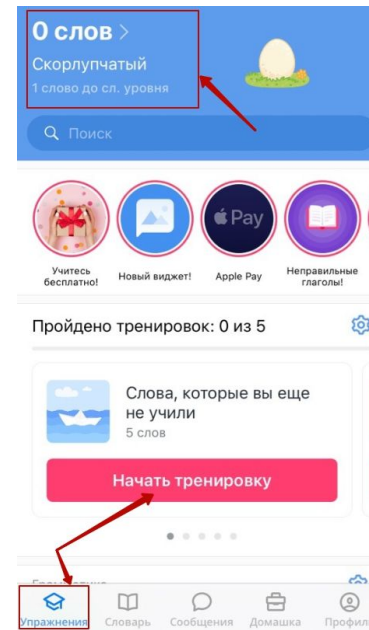 0 слов >
Скорлупчатый
1 слово до сл. уровня
Поиск
Pay
Учитесь бесплатно!
Новый виджет!
Apple Pay
Неправильные глаголы!
Пройдено тренировок: 0 из 5
Слова, которые вы еще
не учили
5 слов
Начать тренировку
Упражнения Словарь Сообщения Домашка